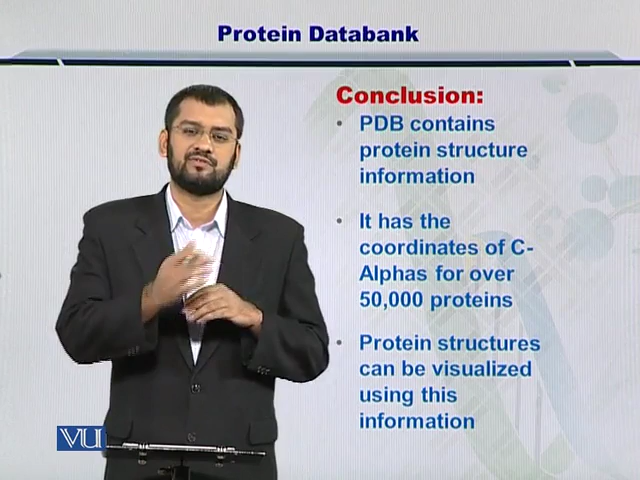 Protein Databank
Conclusion:
• PDB contains
protein structure
information
• It has the
coordinates of C-
Alphas for over
50,000 proteins
• Protein structures
can be visualized
using this
information
VU